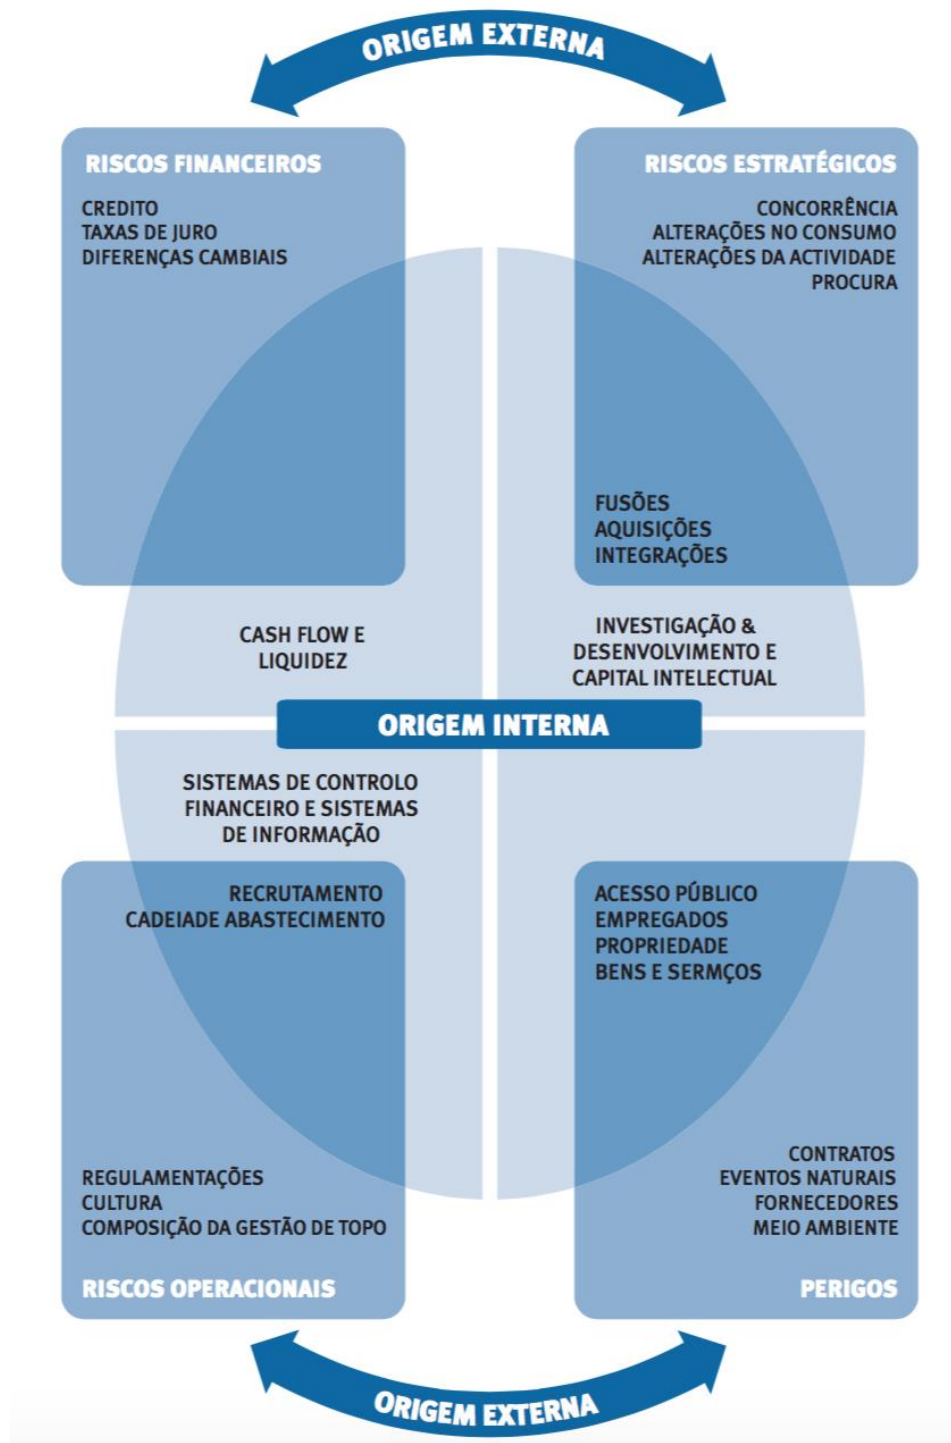 ORIGEM EXTERNA
RISCOS FINANCEIROS
CREDITO
TAXAS DE JURO
DIFERENÇAS CAMBIAIS
RISCOS ESTRATÉGICOS
CONCORRÊNCIA
ALTERAÇÕES NO CONSUMO
ALTERAÇÕES DA ACTIVIDADE
PROCURA
FUSÕES
AQUISIÇÕES
INTEGRAÇÕES
CASH FLOW E
LIQUIDEZ
INVESTIGAÇÃO &
DESENVOLVIMENTO E
CAPITAL INTELECTUAL
ORIGEM INTERNA
SISTEMAS DE CONTROLO
FINANCEIRO E SISTEMAS
DE INFORMAÇÃO
RECRUTAMENTO
CADEIADE ABASTECIMENTO
ACESSO PÚBLICO
EMPREGADOS
PROPRIEDADE
BENS E SERMÇOS
REGULAMENTAÇÕES
CULTURA
COMPOSIÇÃO DA GESTÃO DE TOPO
RISCOS OPERACIONAIS
CONTRATOS
EVENTOS NATURAIS
FORNECEDORES
MEIO AMBIENTE
PERIGOS
ORIGEM EXTERNA